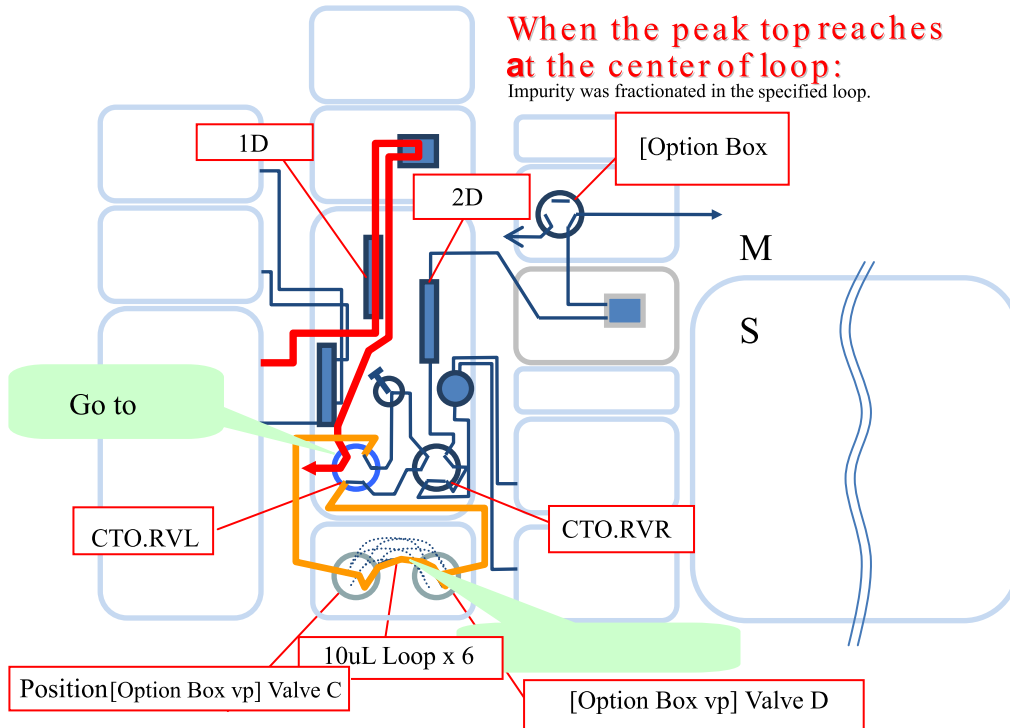 When the peak top reaches
at the center of loop:
Impurity was fractionated in the specified loop.
1D
[Option Box
2D
M
S
Go to
CTO.RVL
CTO.RVR
10uL Loop x 6
Position[Option Box vp] Valve C
[Option Box vp] Valve D